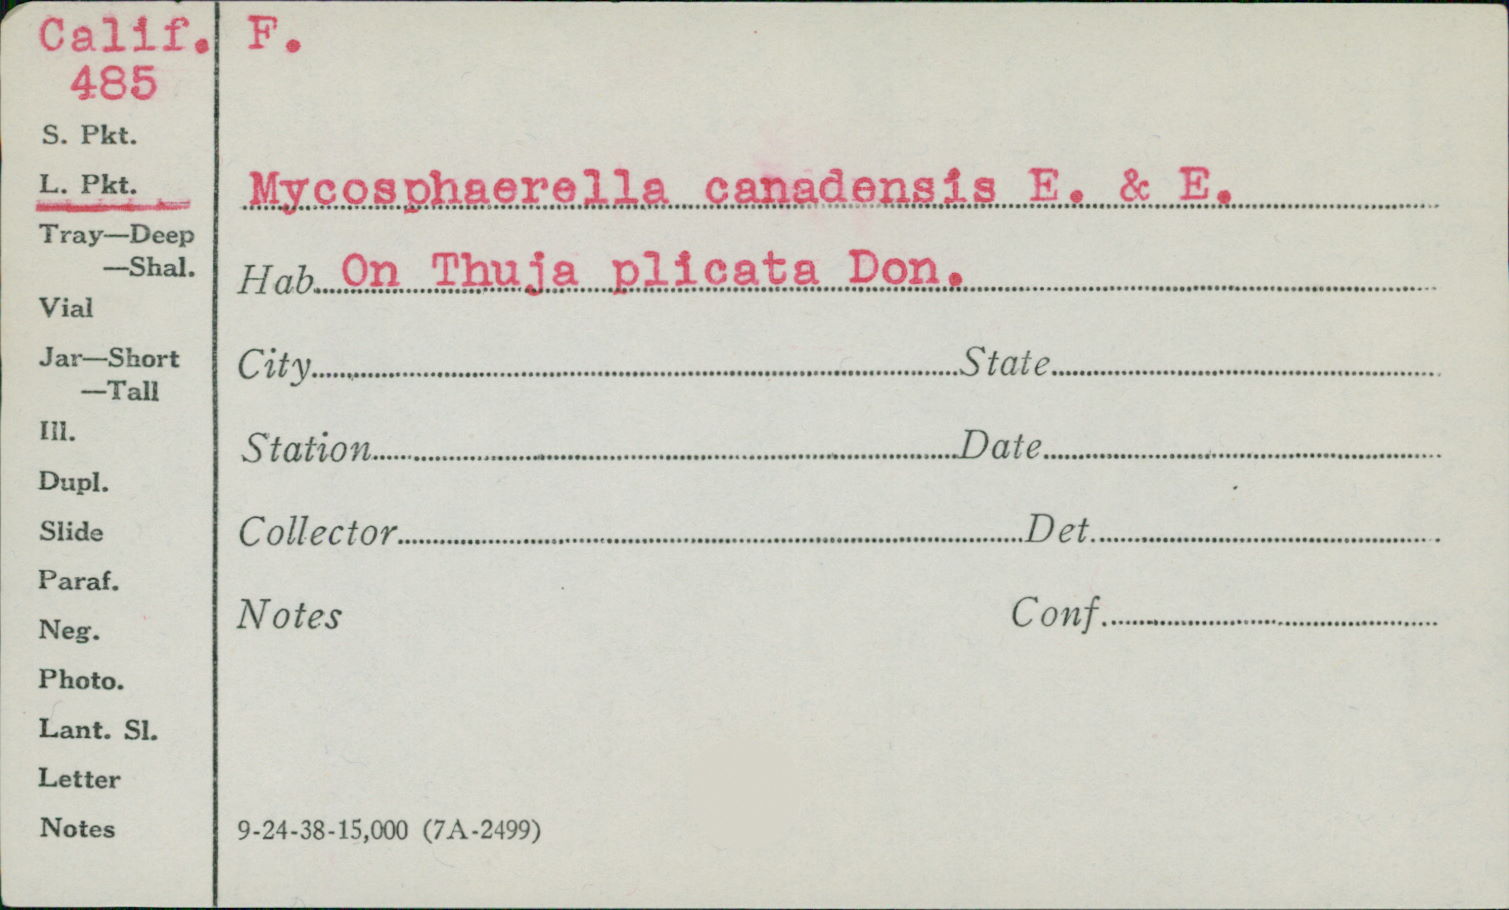 Calif. F.
485
S. Pkt.
L. Pkt.
Mycosphaerella canadensis E. & E.
Tray—Deep
—Shal.
Hab. On Thuja plicata Don.
Vial
Jar—Short
—Tall
City State
Ill.
Station Date
Dupl.
Slide
Collector Det.
Paraf.
Neg.
Notes Conf.
Photo.
Lant. Sl.
Letter
Notes
9-24-38-15,000 (7A-2499)